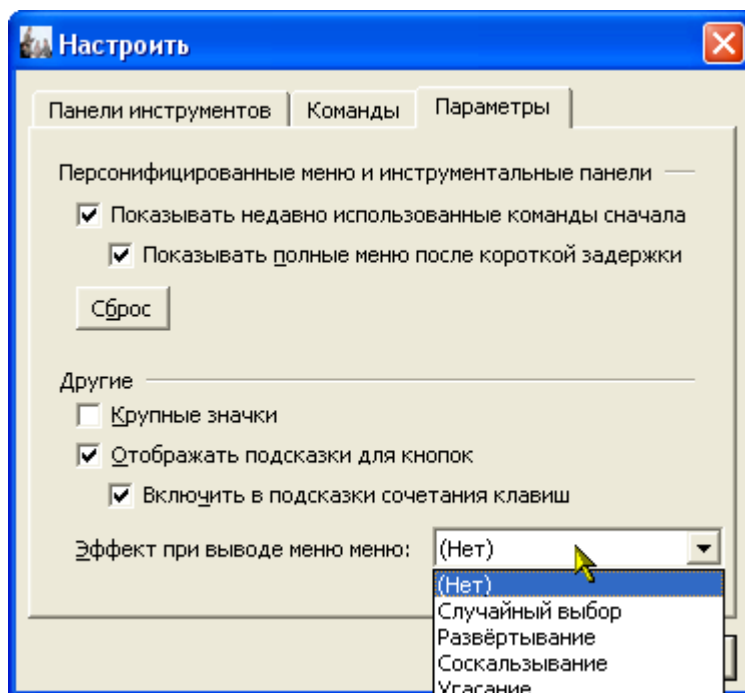 Настроить
Панели инструментов Команды Параметры
Персонифицированные меню и инструментальные панели
Показывать недавно использованные команды сначала
Показывать полные меню после короткой задержки
Сброс
Другие
Крупные значки
Отображать подсказки для кнопок
Включить в подсказки сочетания клавиш
Эффект при выводе меню меню: (Нет)
(Нет)
Случайный выбор
Развёртывание
Соскальзывание
Угасание